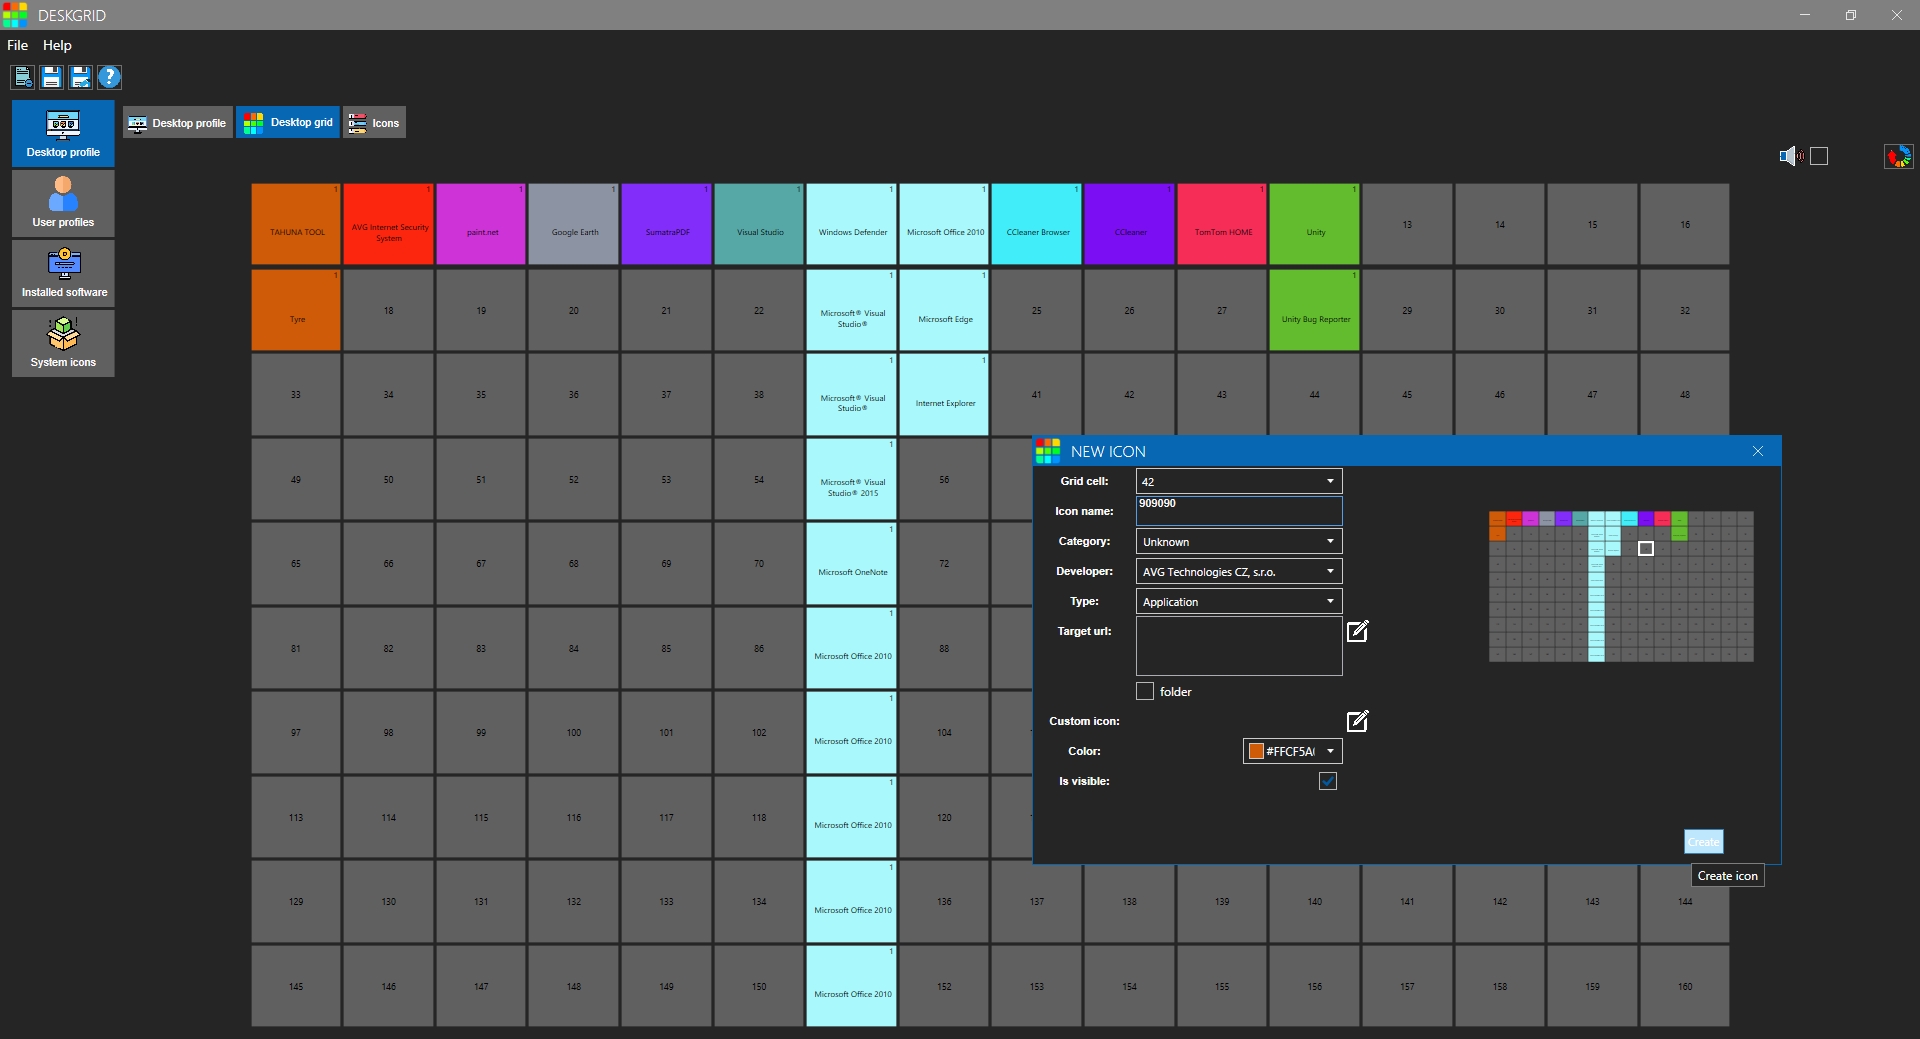 DESKGRID
File Help
Desktop profile Desktop grid Icons
Desktop profile
User profiles
Installed software
System icons
1 1 1 1 1 1 1 1 1 1 1 1
TAHUNA TOOL AVG Internet Security System paint.net Google Earth SumatraPDF Visual Studio Windows Defender Microsoft Office 2010 CCleaner Browser CCleaner TomTom HOME Unity 13 14 15 16
1 1 1 1
Tyre 18 19 20 21 22 Microsoft® Visual Studio® Microsoft Edge 25 26 27 Unity Bug Reporter 29 30 31 32
1 1
33 34 35 36 37 38 Microsoft® Visual Studio® Internet Explorer 41 42 43 44 45 46 47 48
1
49 50 51 52 53 54 Microsoft® Visual Studio® 2015 56
1
65 66 67 68 69 70 Microsoft OneNote 72
1
81 82 83 84 85 86 Microsoft Office 2010 88
1
97 98 99 100 101 102 Microsoft Office 2010 104
1
113 114 115 116 117 118 Microsoft Office 2010 120
1
129 130 131 132 133 134 Microsoft Office 2010 136 137 138 139 140 141 142 143 144
1
145 146 147 148 149 150 Microsoft Office 2010 152 153 154 155 156 157 158 159 160
NEW ICON
Grid cell: 42
Icon name: 909090
Category: Unknown
Developer: AVG Technologies CZ, s.r.o.
Type: Application
Target url:
folder
Custom icon:
Color: #FFCF5A
Is visible:
Create
Create icon